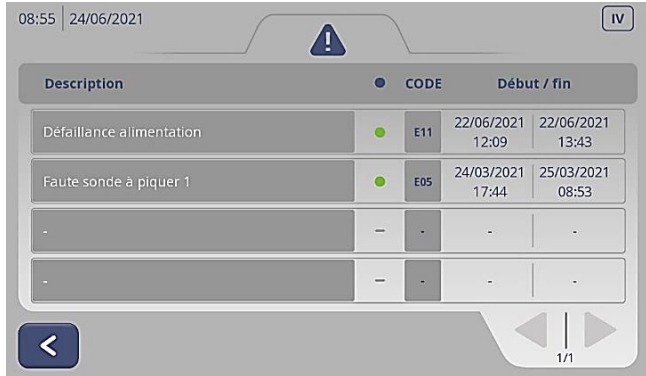 08:55 24/06/2021 IV
Description CODE Début / fin
Défaillance alimentation E11 22/06/2021 12:09 22/06/2021 13:43
Faute sonde à piquer 1 E05 24/03/2021 17:44 25/03/2021 08:53
- - - - -
- - - - -
1/1